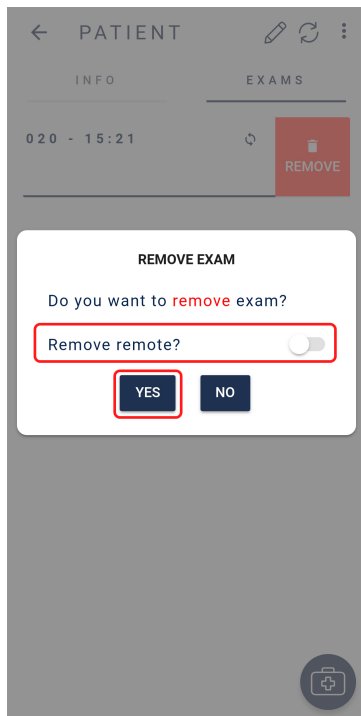 PATIENT
INFO EXAMS
020 - 15:21
REMOVE
REMOVE EXAM
Do you want to remove exam?
Remove remote?
YES NO